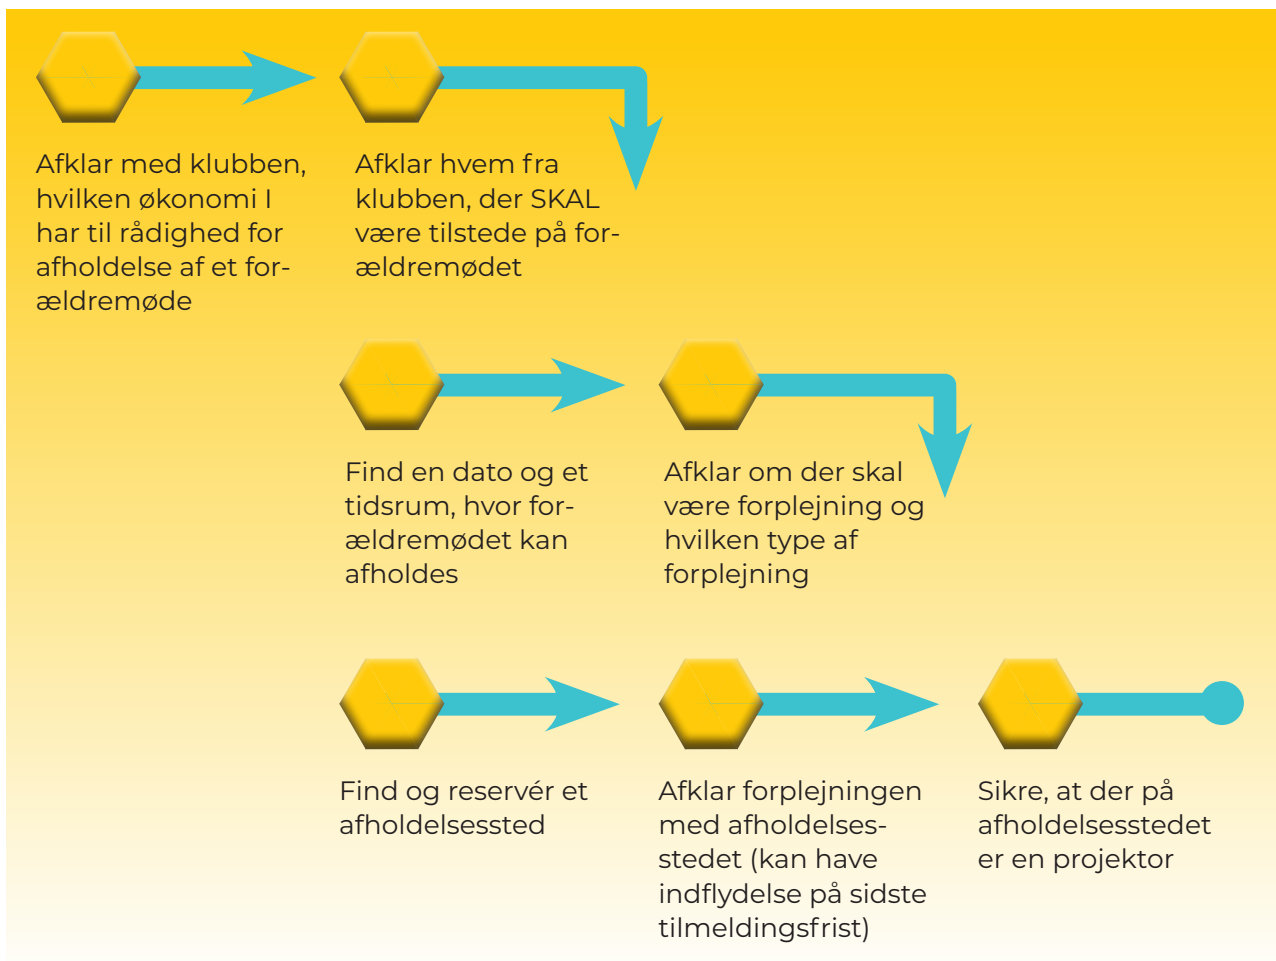 Afklar med klubben,
hvilken økonomi I
har til rådighed for
afholdelse af et for-
ældremøde
Afklar hvem fra
klubben, der SKAL
være tilstede på for-
ældremødet
Find en dato og et
tidsrum, hvor for-
ældremødet kan
afholdes
Afklar om der skal
være forplejning og
hvilken type af
forplejning
Find og reservér et
afholdelsessted
Afklar forplejningen
med afholdelses-
stedet (kan have
indflydelse på sidste
tilmeldingsfrist)
Sikre, at der på
afholdelsesstedet
er en projektor